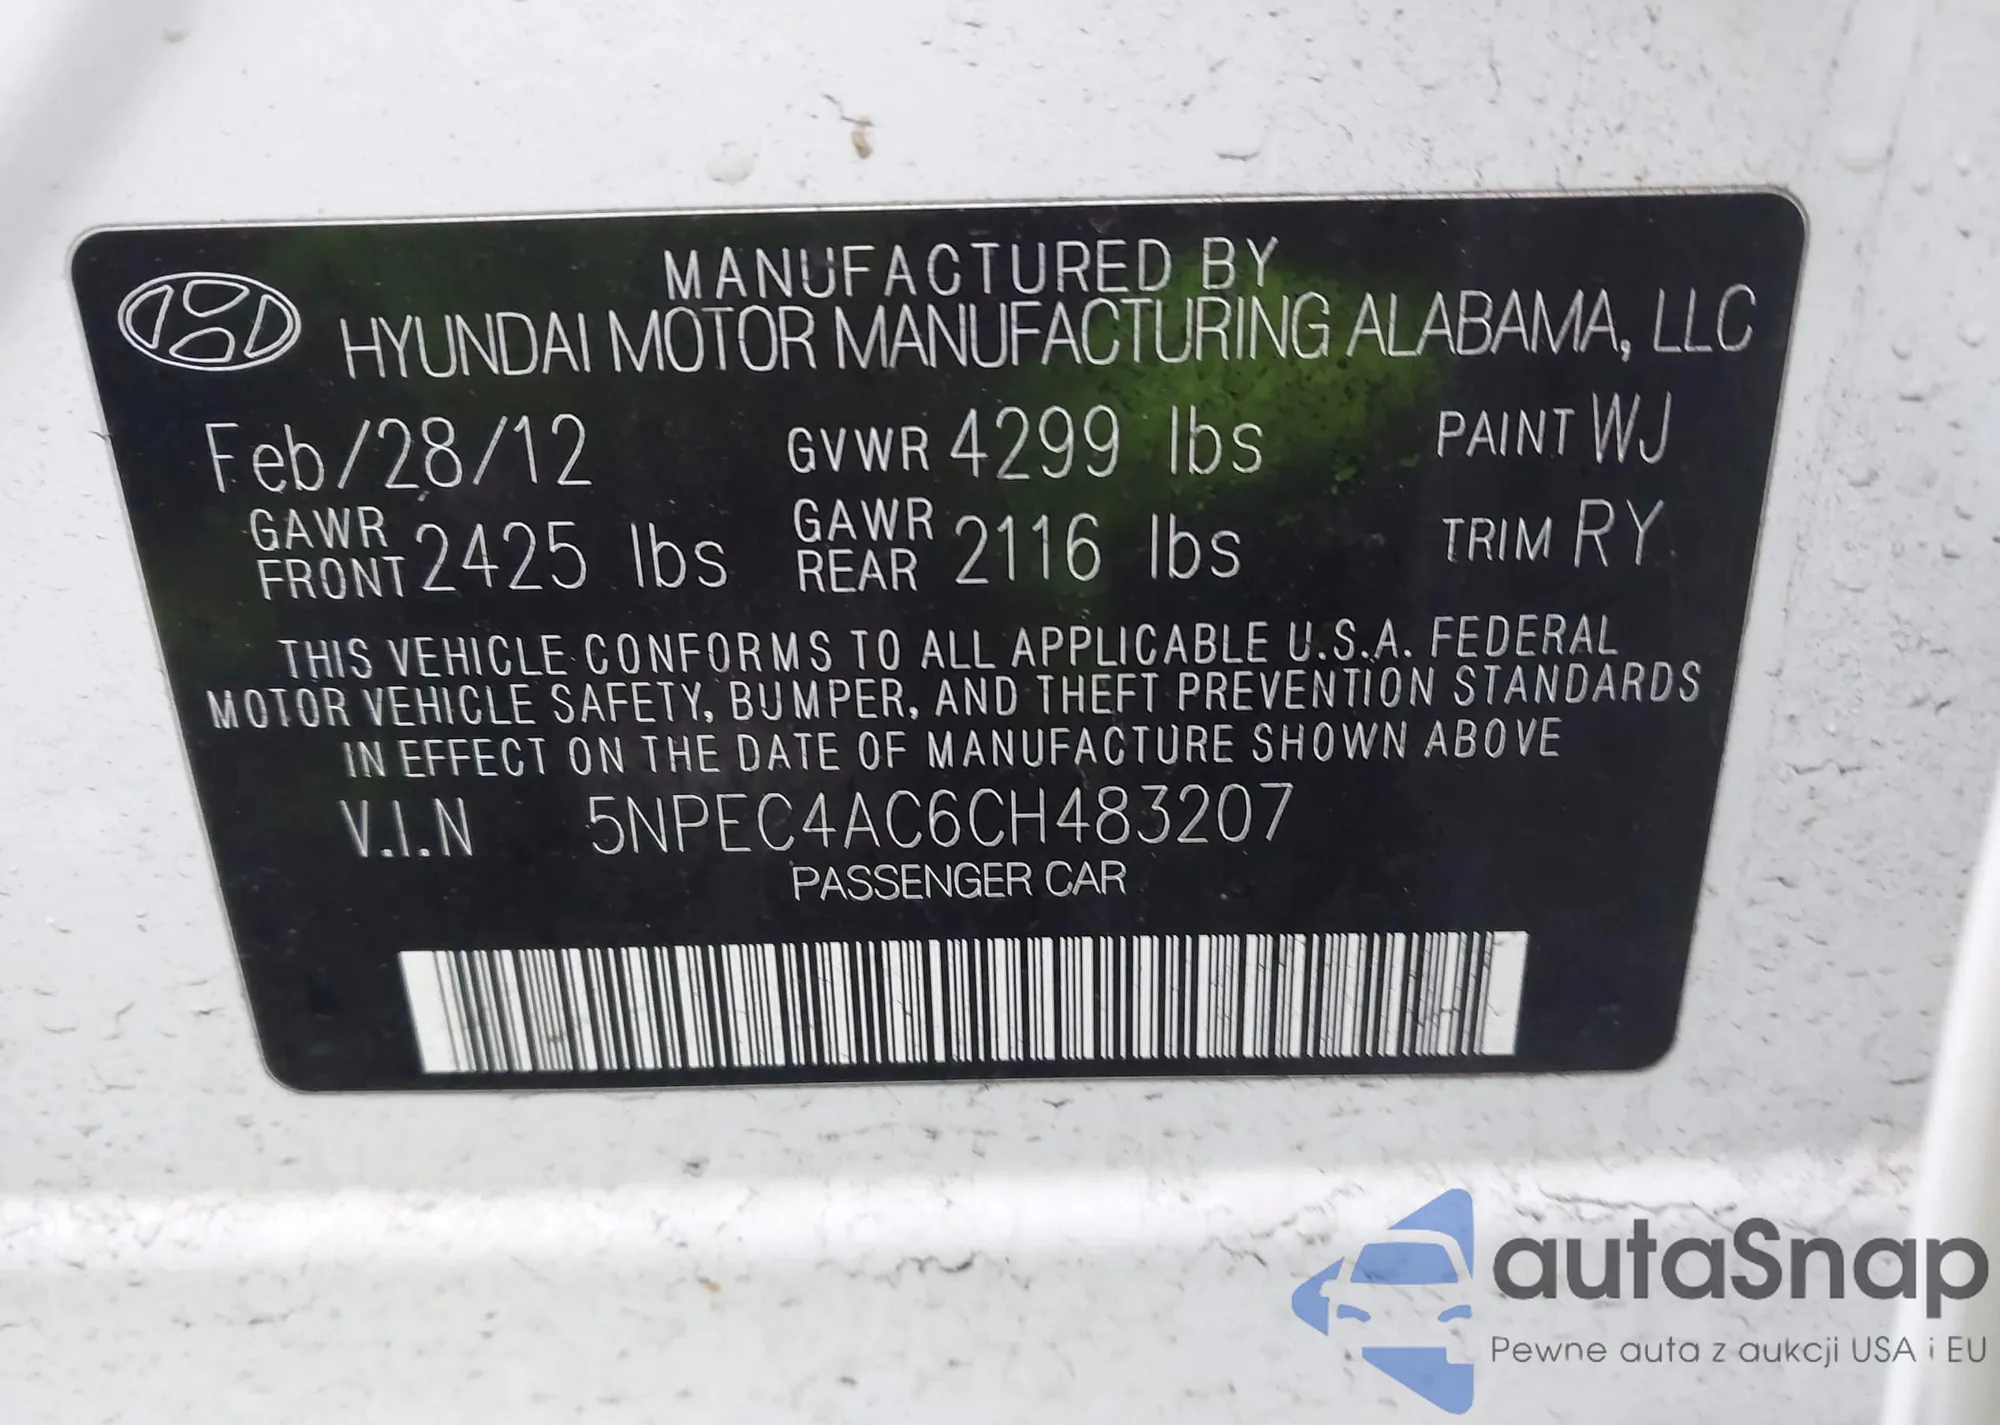 MANUFACTURED BY
HYUNDAI MOTOR MANUFACTURING ALABAMA, LLC
Feb/28/12 GVWR 4299 lbs PAINT WJ
GAWR FRONT 2425 lbs GAWR REAR 2116 lbs TRIM RY
THIS VEHICLE CONFORMS TO ALL APPLICABLE U.S.A. FEDERAL
MOTOR VEHICLE SAFETY, BUMPER, AND THEFT PREVENTION STANDARDS
IN EFFECT ON THE DATE OF MANUFACTURE SHOWN ABOVE
V.I.N 5NPEC4AC6CH483207
PASSENGER CAR
autaSnap
Pewne auta z aukcji USA i EU